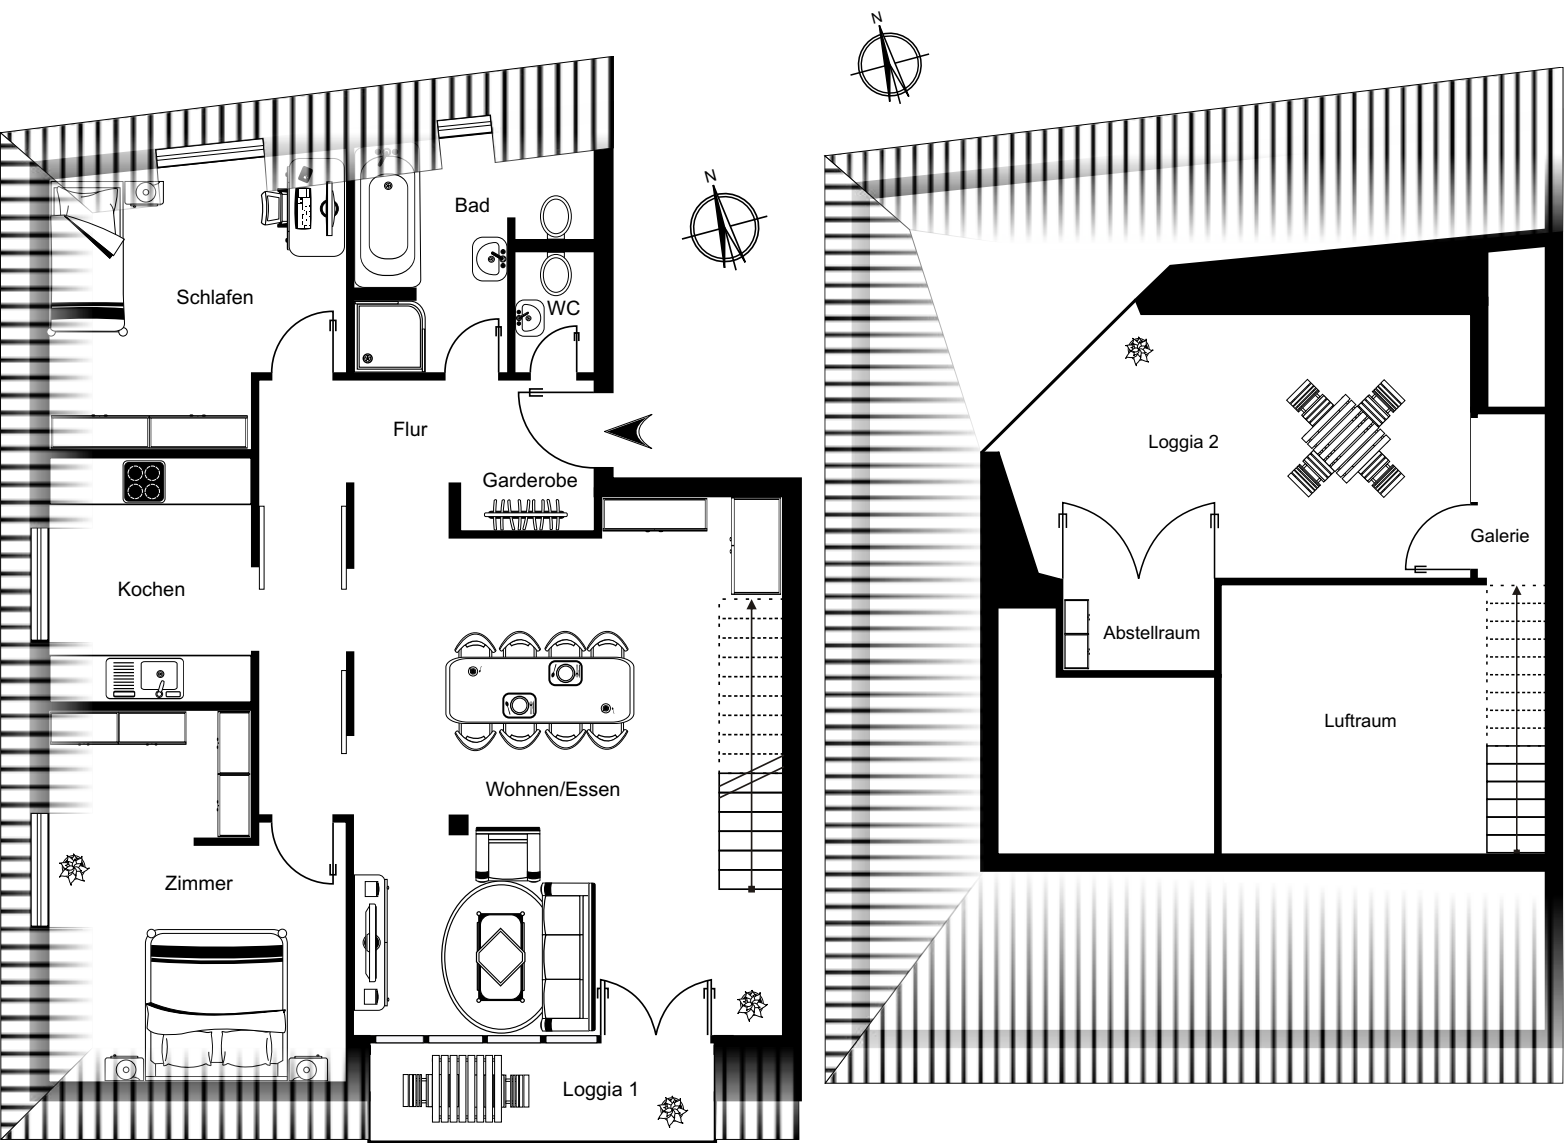 N
Bad
Schlafen
WC
Flur
Garderobe
Kochen
Wohnen/Essen
Zimmer
Loggia 1
N
N
Loggia 2
Galerie
Abstellraum
Luftraum